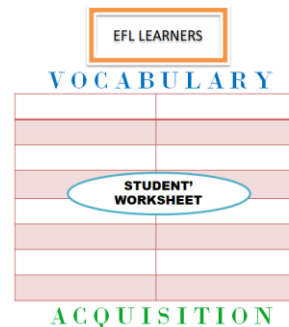 EFL LEARNERS
VOCABULARY
STUDENT'
WORKSHEET
ACQUISITION